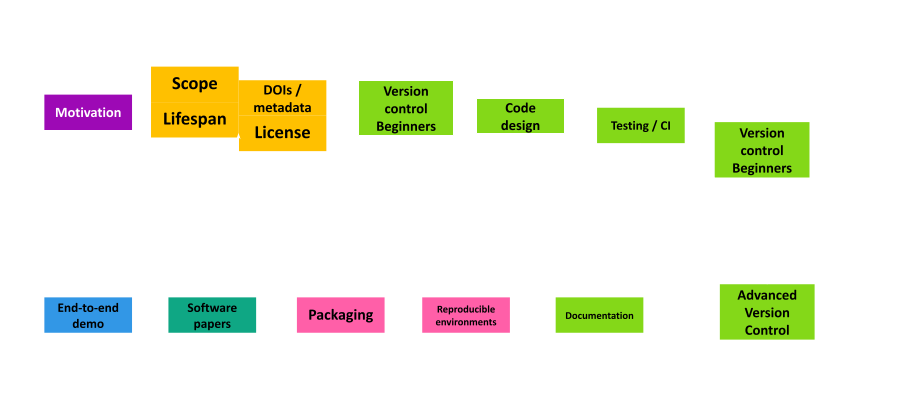 Motivation
Scope
Lifespan
DOIs /
metadata
License
Version
control
Beginners
Code
design
Testing / CI
Version
control
Beginners
End-to-end
demo
Software
papers
Packaging
Reproducible
environments
Documentation
Advanced
Version
Control